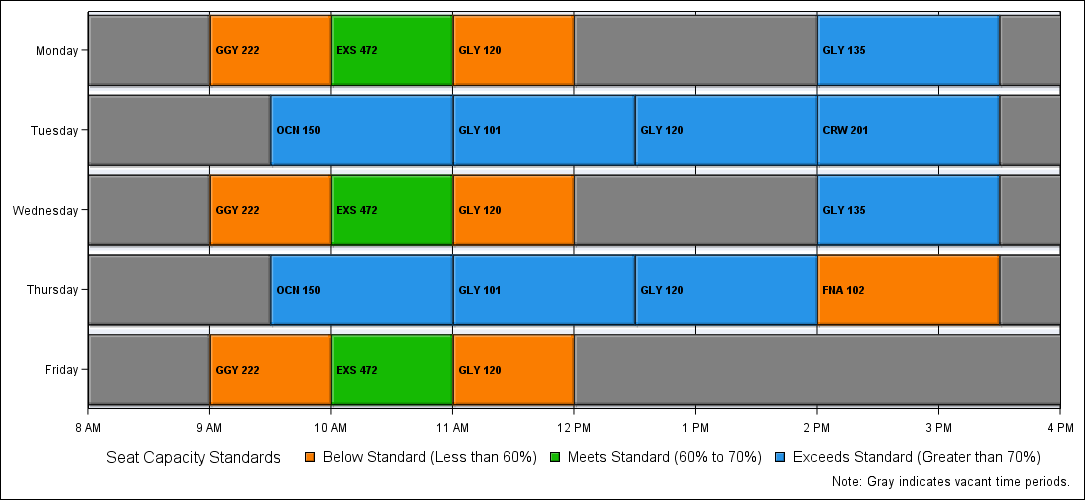 Monday GGY 222 EXS 472 GLY 120 GLY 135
Tuesday OCN 150 GLY 101 GLY 120 CRW 201
Wednesday GGY 222 EXS 472 GLY 120 GLY 135
Thursday OCN 150 GLY 101 GLY 120 FNA 102
Friday GGY 222 EXS 472 GLY 120
8 AM 9 AM 10 AM 11 AM 12 PM 1 PM 2 PM 3 PM 4 PM
Seat Capacity Standards Below Standard (Less than 60%) Meets Standard (60% to 70%) Exceeds Standard (Greater than 70%)
Note: Gray indicates vacant time periods.